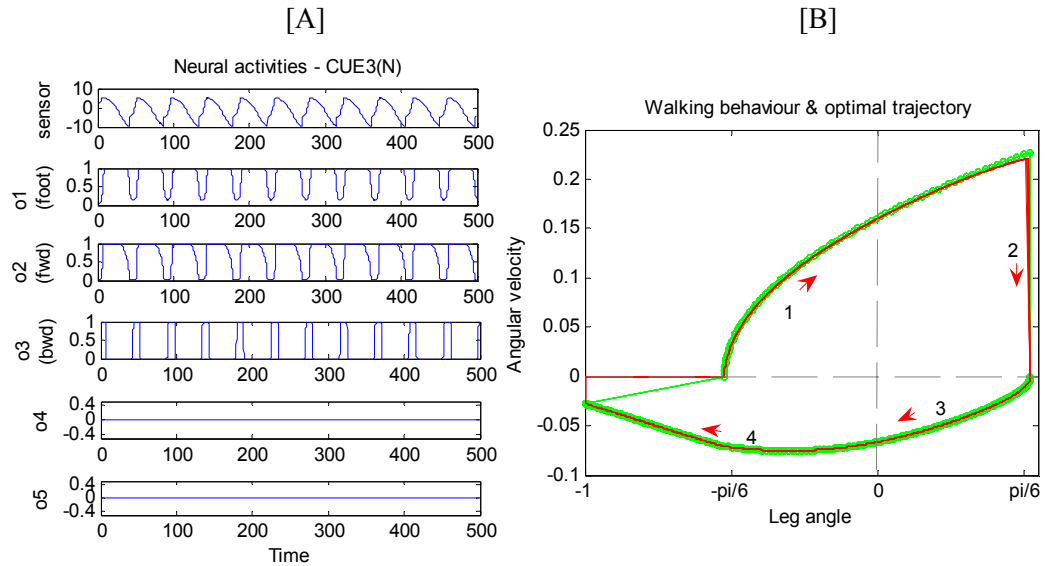 [A]
[B]
Neural activities - CUE3(N)
sensor
10
0
-10
0 100 200 300 400 500
o1
(foot)
1
0.5
0
0 100 200 300 400 500
o2
(fwd)
1
0.5
0
0 100 200 300 400 500
o3
(bwd)
1
0.5
0
0 100 200 300 400 500
o4
0.4
0
-0.4
0 100 200 300 400 500
o5
0.4
0
-0.4
0 100 200 300 400 500
Time
Walking behaviour & optimal trajectory
Angular velocity
0.25
0.2
0.15
0.1
0.05
0
-0.05
-0.1
1
2
3
4
-1 -pi/6 0 pi/6
Leg angle